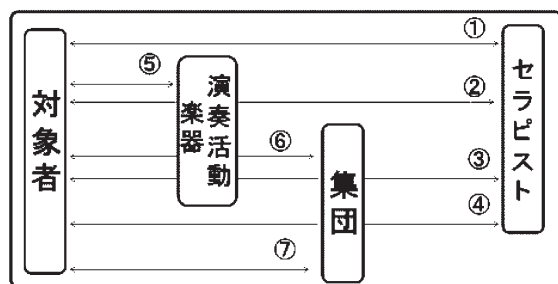 対象者
①
⑤
演奏活動
楽器
②
⑥
集団
③
④
⑦
セラピスト